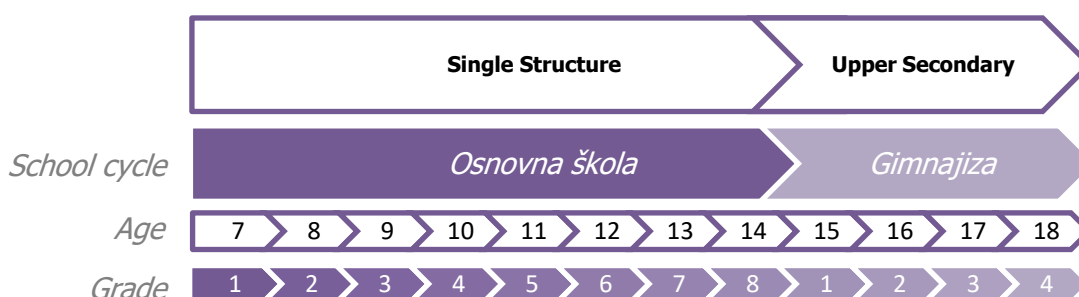 Single Structure Upper Secondary
School cycle Osnovna škola Gimnajiza
Age 7 8 9 10 11 12 13 14 15 16 17 18
Grade 1 2 3 4 5 6 7 8 1 2 3 4